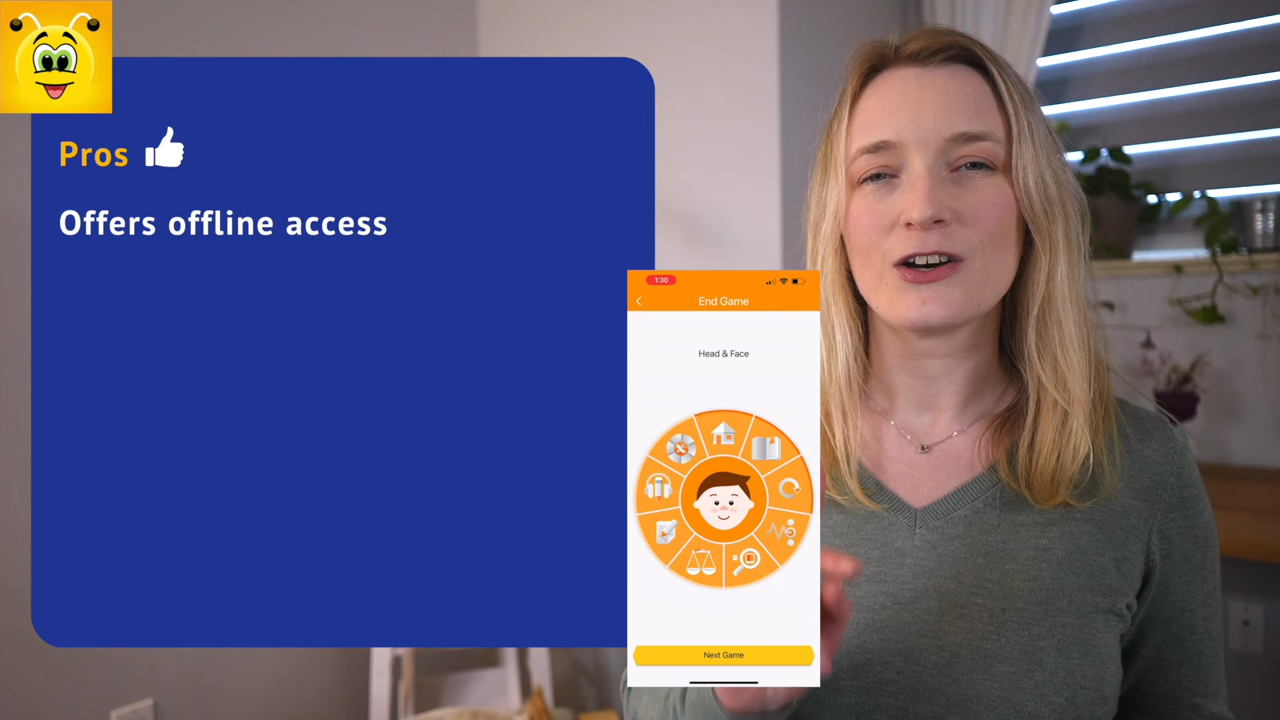 Pros
Offers offline access
1:30
End Game
Head & Face
Next Game